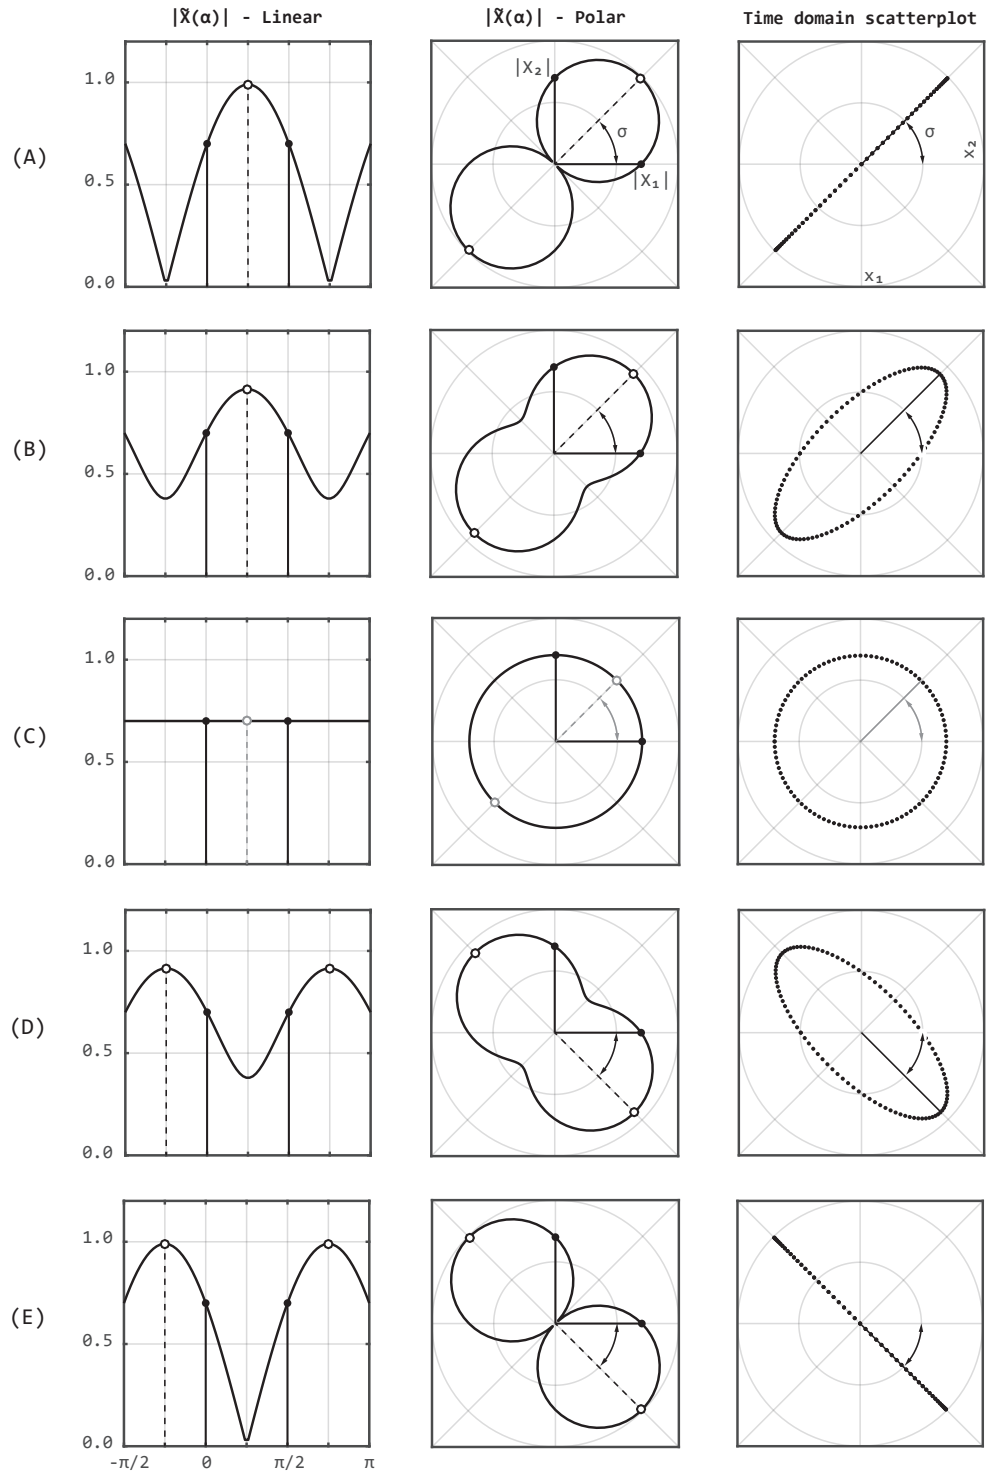 |X̃(α)| - Linear
|X̃(α)| - Polar
Time domain scatterplot
(A)
1.0
0.5
0.0
|X₂|
σ
|X₁|
σ
x₂
x₁
(B)
1.0
0.5
0.0
(C)
1.0
0.5
0.0
(D)
1.0
0.5
0.0
(E)
1.0
0.5
0.0
-π/2
0
π/2
π